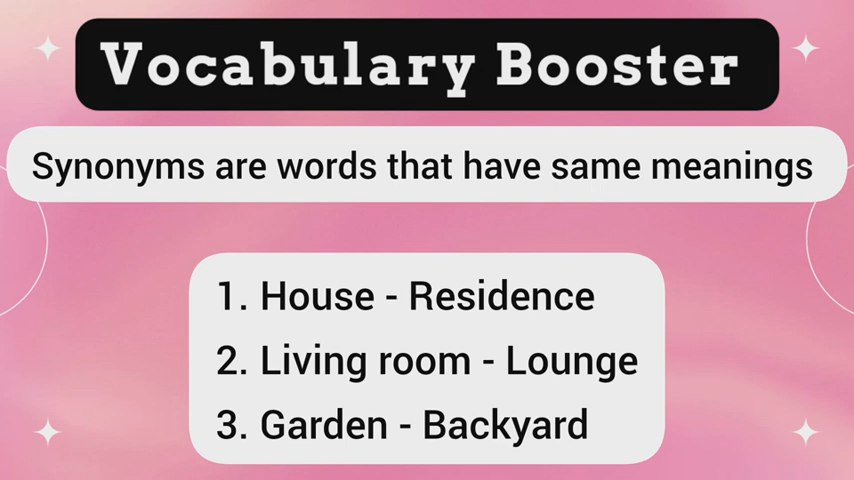 Vocabulary Booster
Synonyms are words that have same meanings
1. House - Residence
2. Living room - Lounge
3. Garden - Backyard